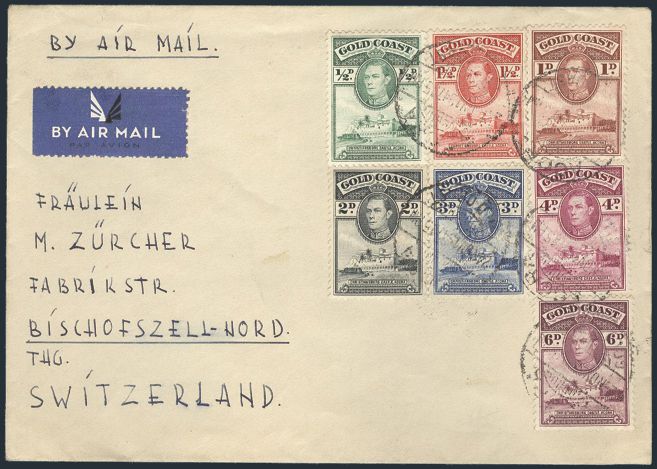 BY AIR MAIL.
BY AIR MAIL
PAR AVION
FRÄULEIN
M. ZÜRCHER
FABRIKSTR.
BISCHOFSZELL-NORD.
THG.
SWITZERLAND.
GOLD COAST
½D ½D
GOLD COAST
1½D 1½D
GOLD COAST
1D 1D
GOLD COAST
2D 2D
GOLD COAST
3D 3D
GOLD COAST
4D 4D
GOLD COAST
6D 6D